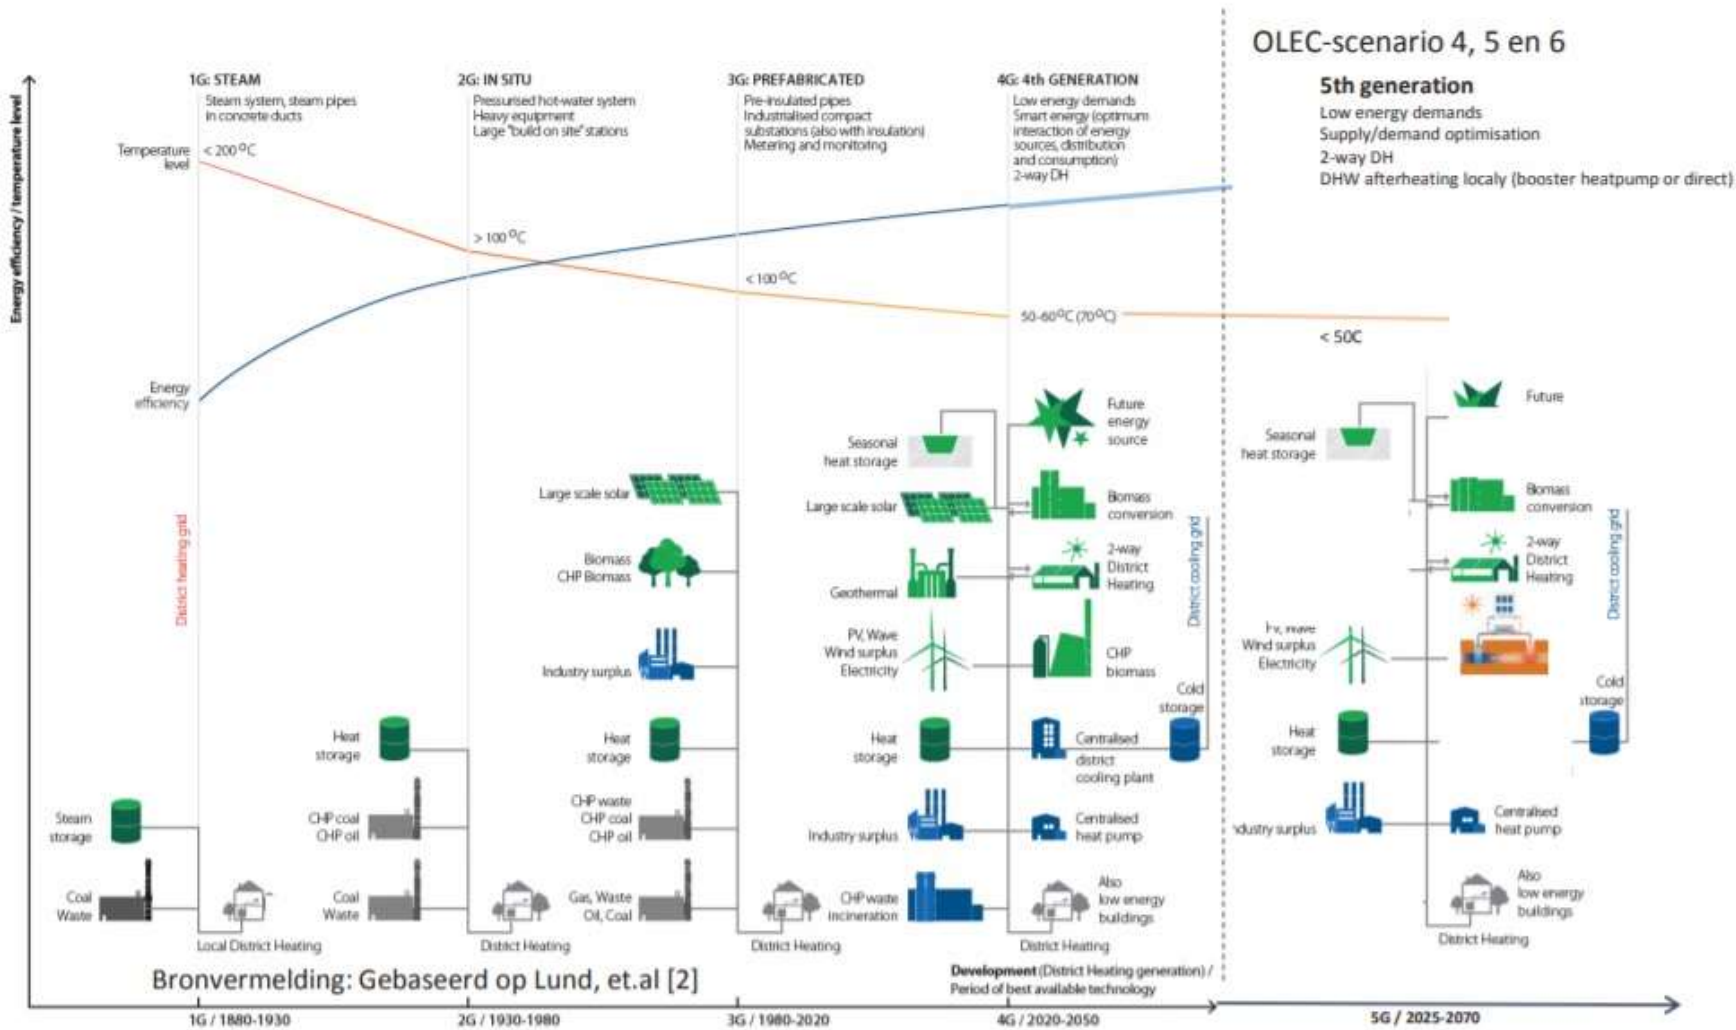 OLEC-scenario 4, 5 en 6
5th generation
Low energy demands
Supply/demand optimisation
2-way DH
DHW afterheating localy (booster heatpump or direct)
1G: STEAM
Steam system, steam pipes
in concrete ducts
2G: IN SITU
Pressurised hot-water system
Heavy equipment
Large "build on site" stations
3G: PREFABRICATED
Pre-insulated pipes
Industrialised compact
substations (also with insulation)
Metering and monitoring
4G: 4th GENERATION
Low energy demands
Smart energy (optimum
interaction of energy
sources, distribution
and consumption)
2-way DH
Energy efficiency / temperature level
Temperature
level
< 200 °C
> 100 °C
< 100 °C
50-60°C (70°C)
< 50C
Energy
efficiency
District heating grid
Steam
storage
Coal
Waste
Local District Heating
Heat
storage
CHP coal
CHP oil
Coal
Waste
District Heating
Large scale solar
Biomass
CHP Biomass
Industry surplus
Heat
storage
CHP waste
CHP coal
CHP oil
Gas, Waste
Oil, Coal
District Heating
Seasonal
heat storage
Large scale solar
Geothermal
PV, Wave
Wind surplus
Electricity
Heat
storage
Industry surplus
CHP waste
incineration
Future
energy
source
Biomass
conversion
2-way
District
Heating
CHP
biomass
Centralised
district
cooling plant
Centralised
heat pump
Also
low energy
buildings
District Heating
District cooling grid
Cold
storage
Seasonal
heat storage
PV, wave
Wind surplus
Electricity
Heat
storage
ndustry surplus
Future
Biomass
conversion
2-way
District
Heating
Centralised
heat pump
Also
low energy
buildings
District Heating
District cooling grid
Cold
storage
Bronvermelding: Gebaseerd op Lund, et.al [2]
Development (District Heating generation) /
Period of best available technology
1G / 1880-1930
2G / 1930-1980
3G / 1980-2020
4G / 2020-2050
5G / 2025-2070